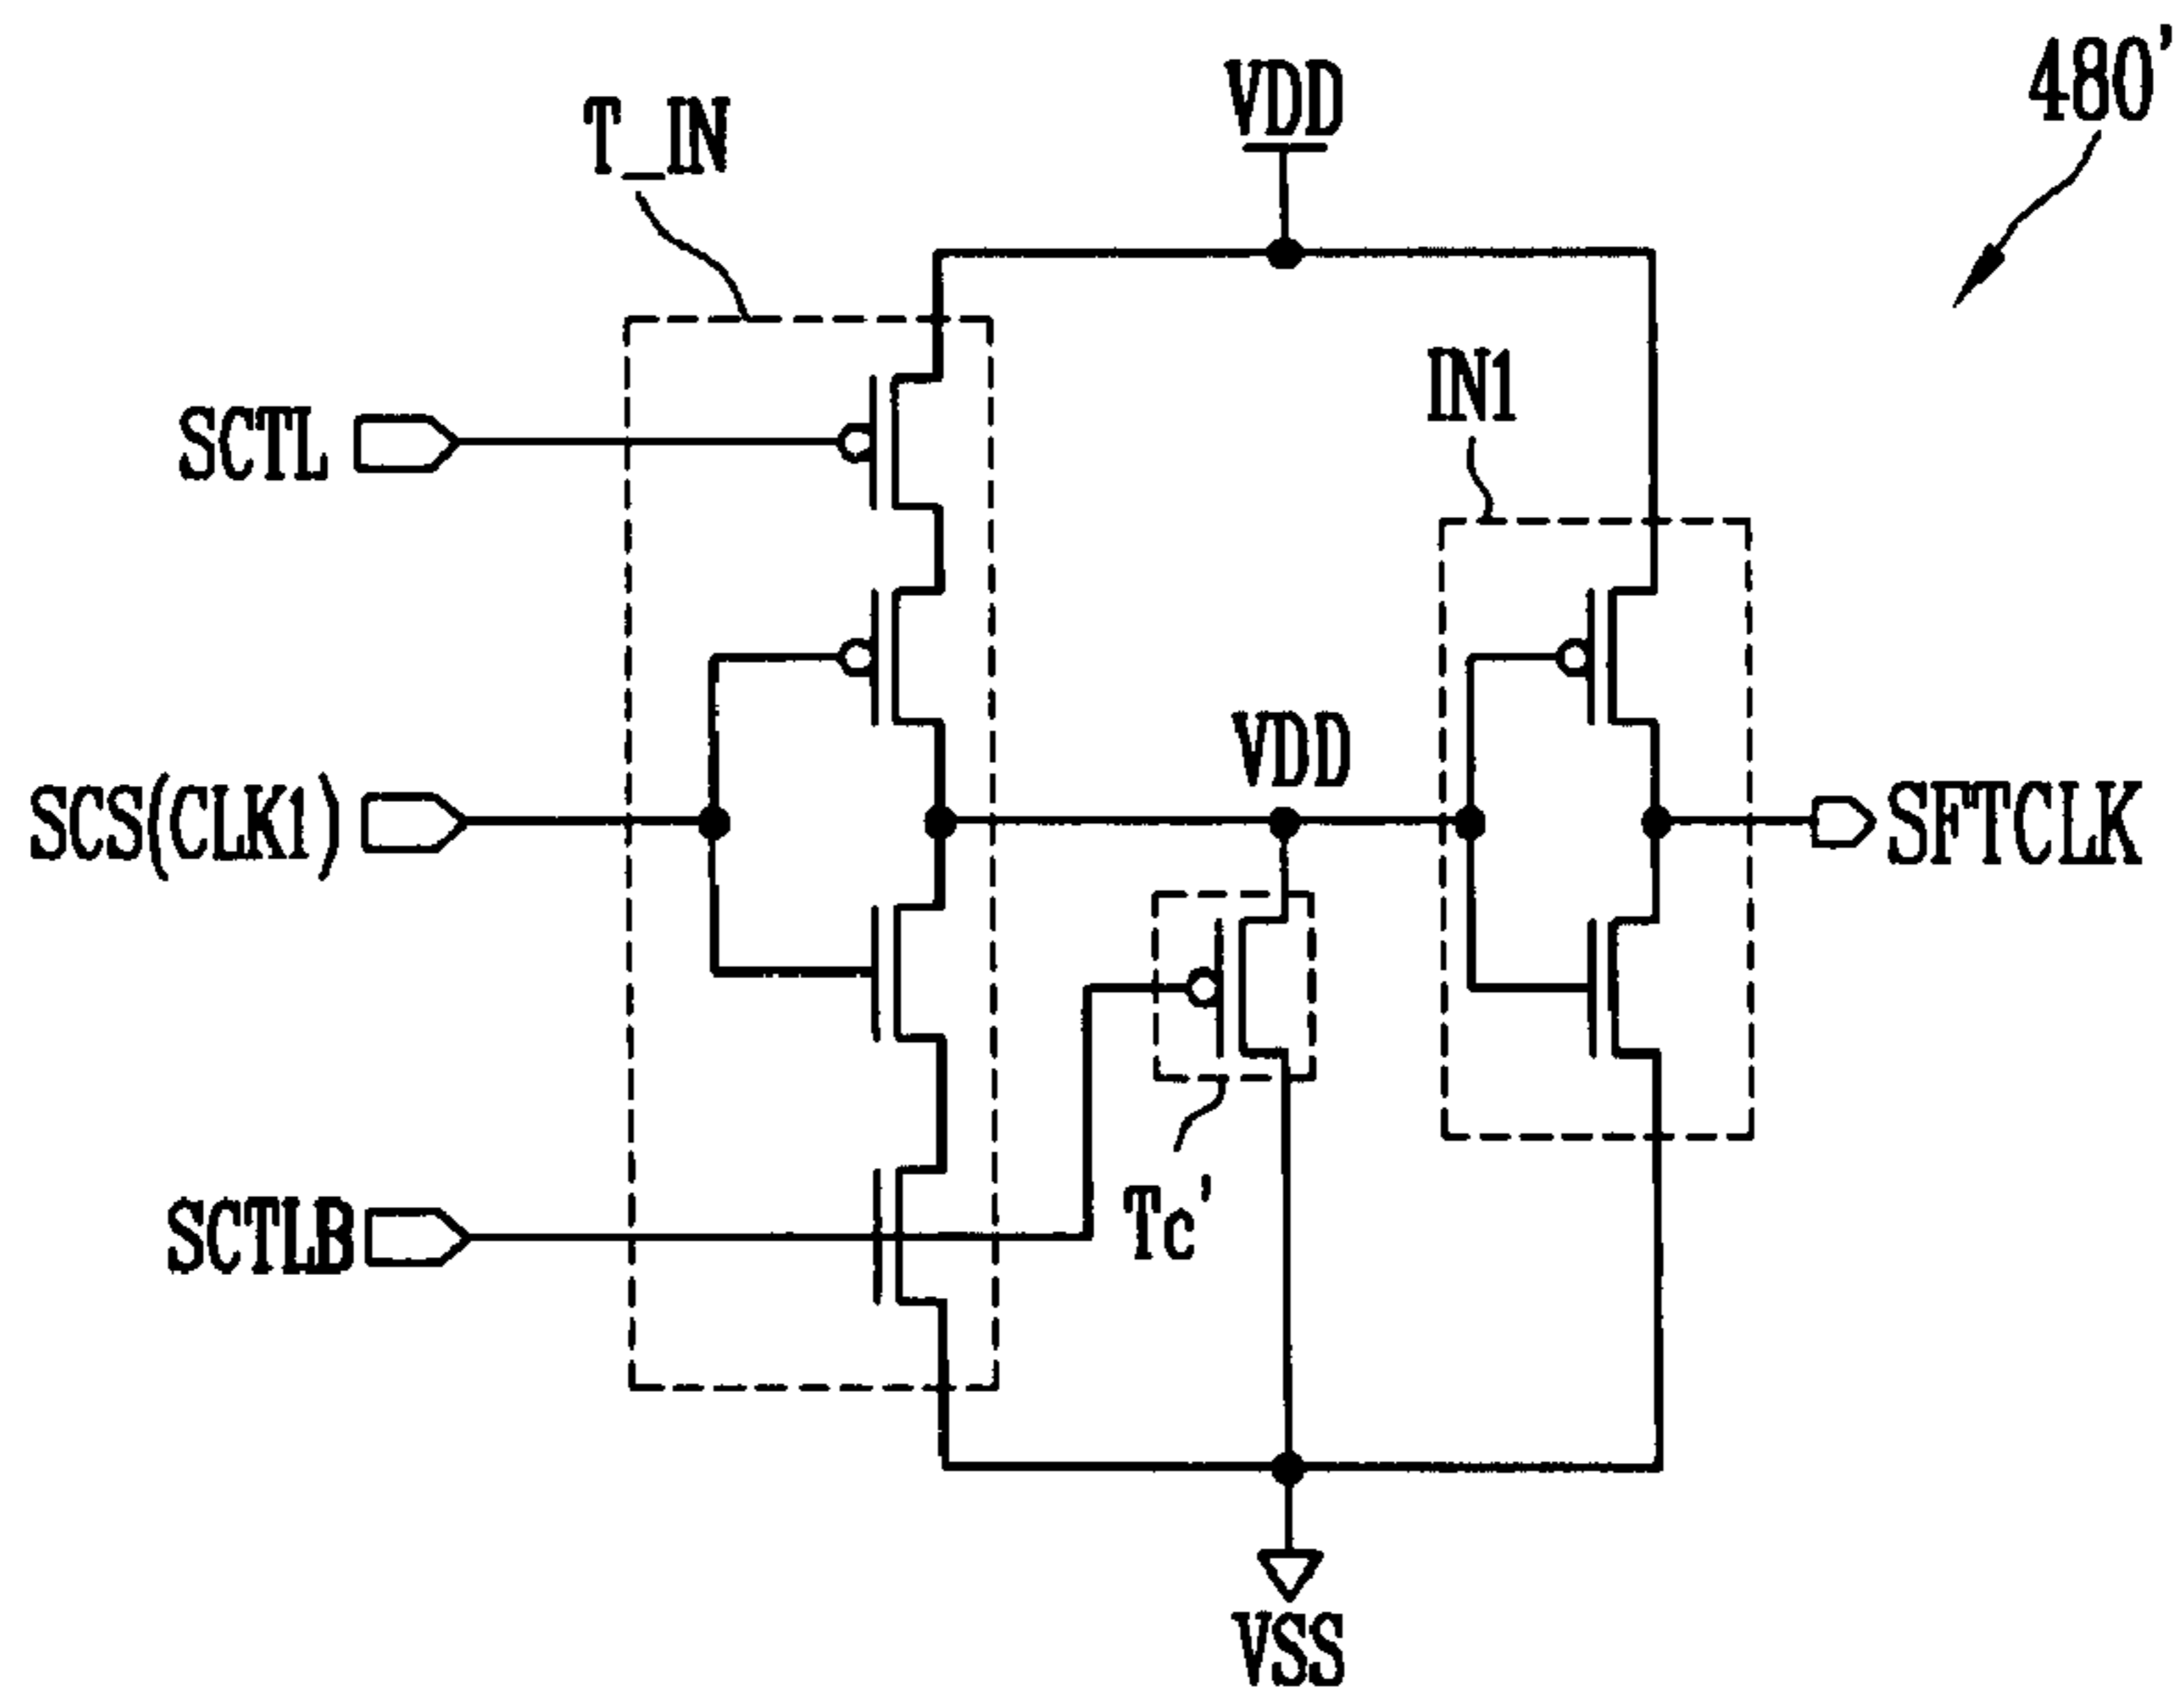 480'
VDD
T_IN
IN1
SCTL
VDD
SCS(CLK1)
SFTCLK
Tc'
SCTLB
VSS